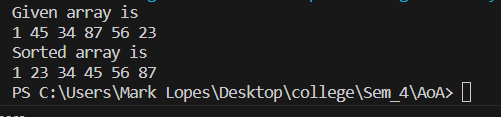 Given array is
1 45 34 87 56 23
Sorted array is
1 23 34 45 56 87
PS C:\Users\Mark Lopes\Desktop\college\Sem_4\AoA>